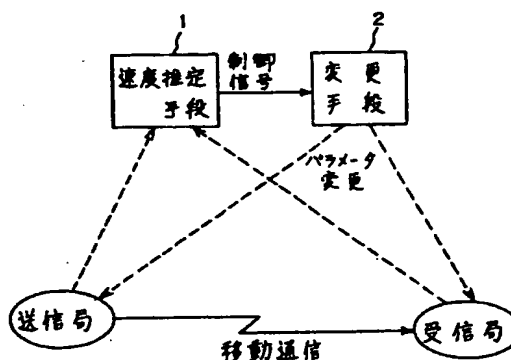 1
2
速度推定
手段
制御
信号
変更
手段
パラメータ
変更
送信局
受信局
移動通信